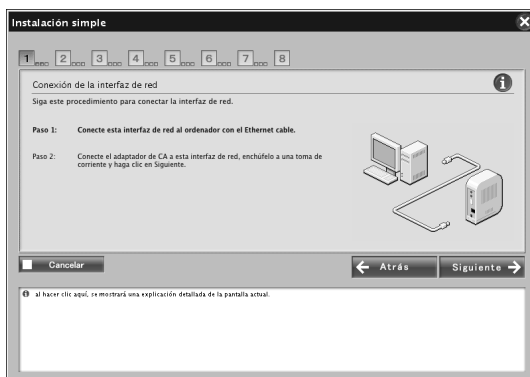 Instalación simple
1 2 3 4 5 6 7 8
Conexión de la interfaz de red
Siga este procedimiento para conectar la interfaz de red.
Paso 1: Conecte esta interfaz de red al ordenador con el Ethernet cable.
Paso 2: Conecte el adaptador de CA a esta interfaz de red, enchúfelo a una toma de
corriente y haga clic en Siguiente.
Cancelar
Atrás
Siguiente
al hacer clic aquí, se mostrará una explicación detallada de la pantalla actual.